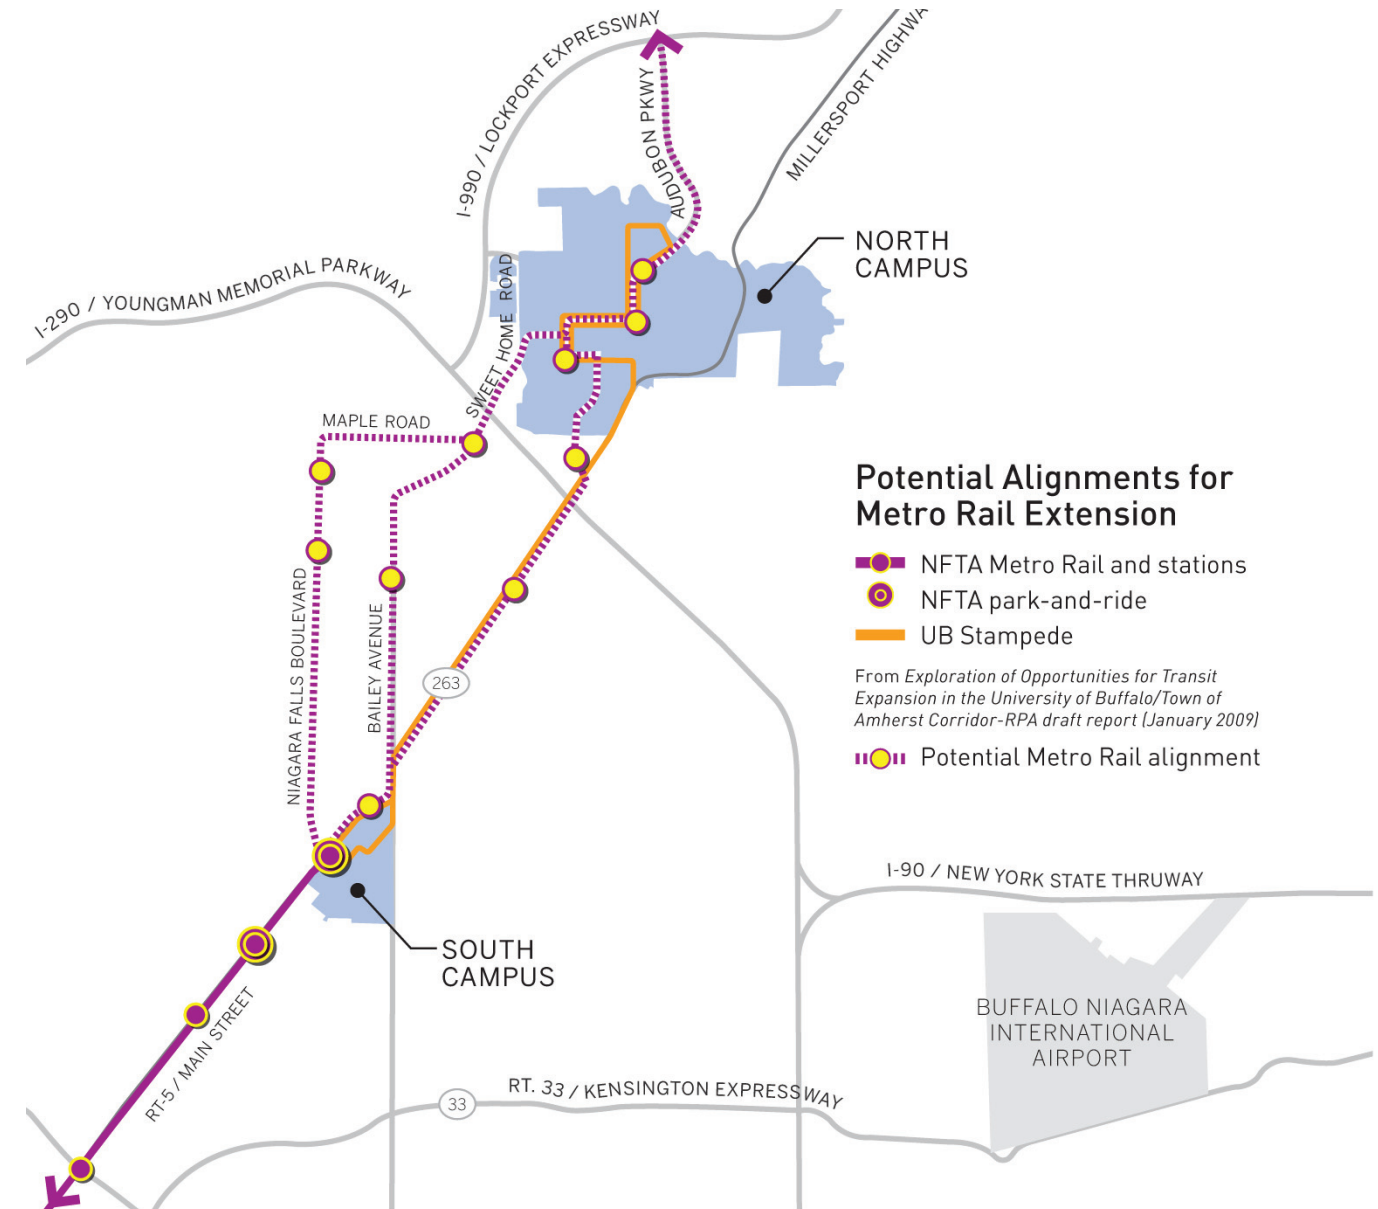 I-990 / LOCKPORT EXPRESSWAY
AUDUBON PKWY
MILLERSPORT HIGHWA
NORTH
CAMPUS
I-290 / YOUNGMAN MEMORIAL PARKWAY
SWEET HOME ROAD
MAPLE ROAD
NIAGARA FALLS BOULEVARD
BAILEY AVENUE
263
Potential Alignments for
Metro Rail Extension
NFTA Metro Rail and stations
NFTA park-and-ride
UB Stampede
From Exploration of Opportunities for Transit
Expansion in the University of Buffalo/Town of
Amherst Corridor-RPA draft report (January 2009)
Potential Metro Rail alignment
I-90 / NEW YORK STATE THRUWAY
SOUTH
CAMPUS
BUFFALO NIAGARA
INTERNATIONAL
AIRPORT
RT-5 / MAIN STREET
33
RT. 33 / KENSINGTON EXPRESSWAY